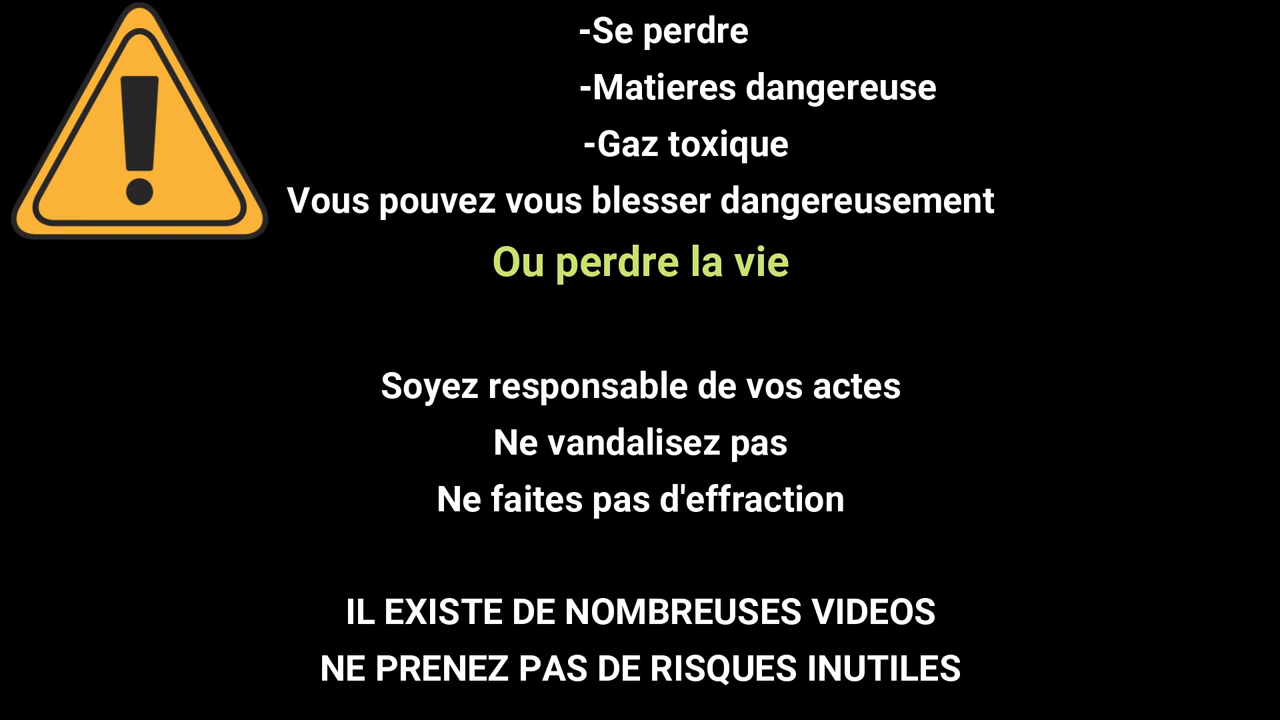 -Se perdre
-Matieres dangereuse
-Gaz toxique
Vous pouvez vous blesser dangereusement
Ou perdre la vie
Soyez responsable de vos actes
Ne vandalisez pas
Ne faites pas d'effraction
IL EXISTE DE NOMBREUSES VIDEOS
NE PRENEZ PAS DE RISQUES INUTILES